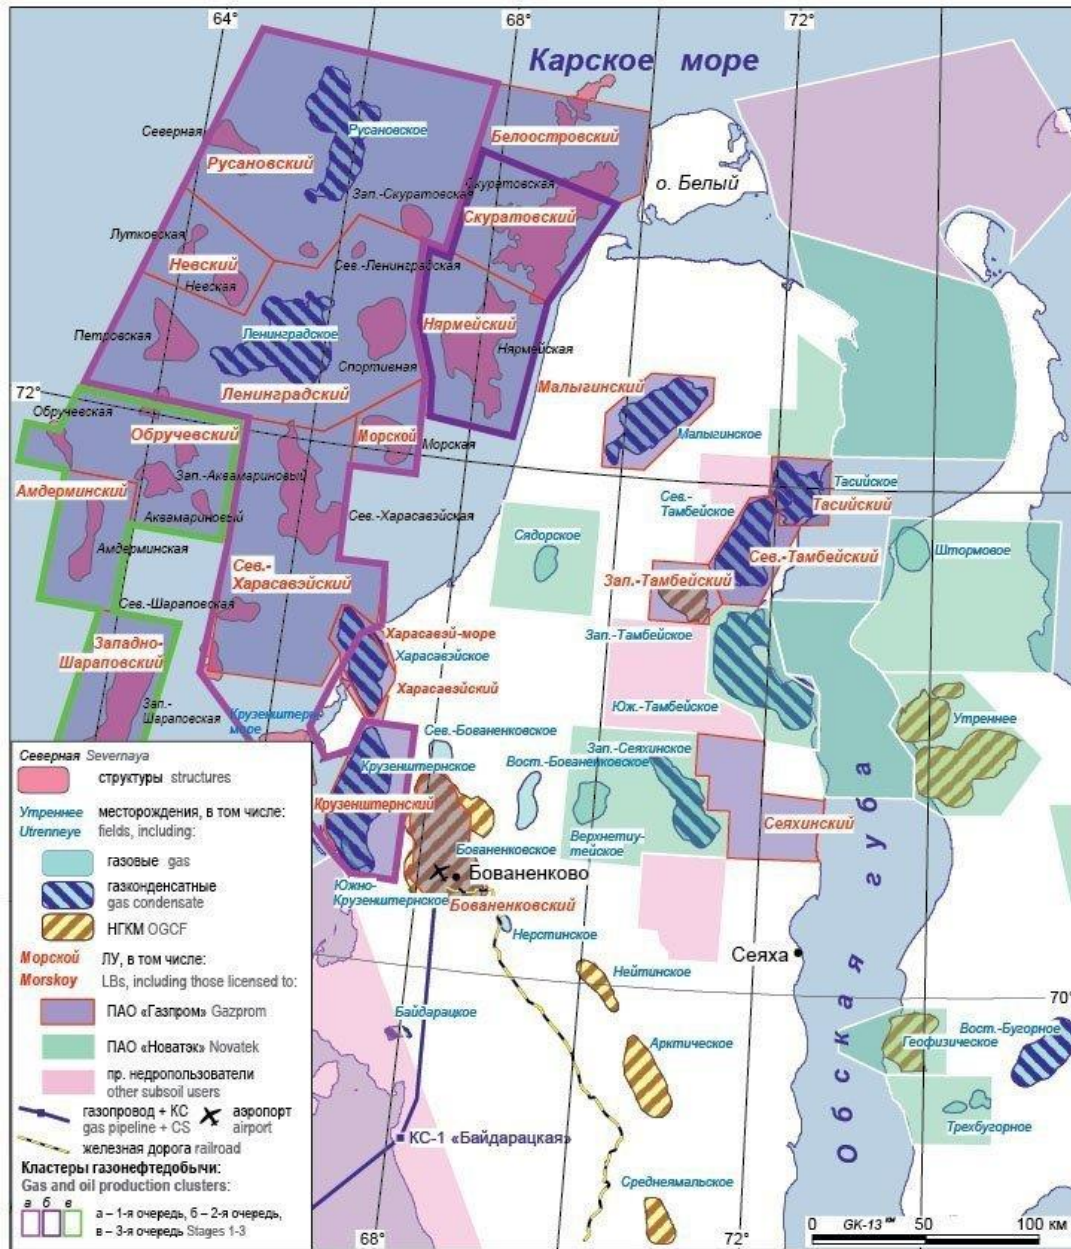 64°
68°
72°
Карское море
Северная
Русановское
Русановский
Белоостровский
Скуратовская
Зап.-Скуратовская
Скуратовский
о. Белый
Лутковская
Невский
Невская
Сев.-Ленинградская
Петровская
Ленинградское
Нярмейский
Нярмейская
Спортивная
Ленинградский
Малыгинский
Малыгинское
72°
Обручевская
Обручевский
Морской
Морская
Зап.-Аквамариновый
Амдерминский
Аквамариновый
Сев.-Харасавэйская
Амдерминская
Сев.-
Тамбейское
Тасийское
Тасийский
Сядорское
Штормовое
Сев.-
Харасавэйский
Зап.-Тамбейский
Сев.-Тамбейский
Сев.-Шараповская
Западно-
Шараповский
Харасавэй-море
Харасавэйское
Харасавэйский
Зап.-Тамбейское
Зап.-
Шараповская
Юж.-Тамбейское
Крузенштерн-
море
Утреннее
Сев.-Бованенковское
Зап.-Сеяхинское
Крузенштернское
Вост.-Бованенковское
Крузенштернский
Сеяхинский
Верхнетиу-
тейское
Бованенковское
Бованенково
Южно-
Крузенштернское
Бованенковский
Нерстинское
Сеяха
Нейтинское
70°
Обская губа
Байдарацкое
Арктическое
Геофизическое
Вост.-Бугорное
Трехбугорное
КС-1 «Байдарацкая»
Среднеямальское
68°
72°
0 GK-13 КМ 50 100 км
Северная Severnaya
структуры structures
Утреннее месторождения, в том числе:
Utrenneye fields, including:
газовые gas
газконденсатные
gas condensate
НГКМ OGCF
Морской ЛУ, в том числе:
Morskoy LBs, including those licensed to:
ПАО «Газпром» Gazprom
ПАО «Новатэк» Novatek
пр. недропользователи
other subsoil users
газопровод + КС аэропорт
gas pipeline + CS airport
железная дорога railroad
Кластеры газонефтедобычи:
Gas and oil production clusters:
а б в
а – 1-я очередь, б – 2-я очередь,
в – 3-я очередь Stages 1-3